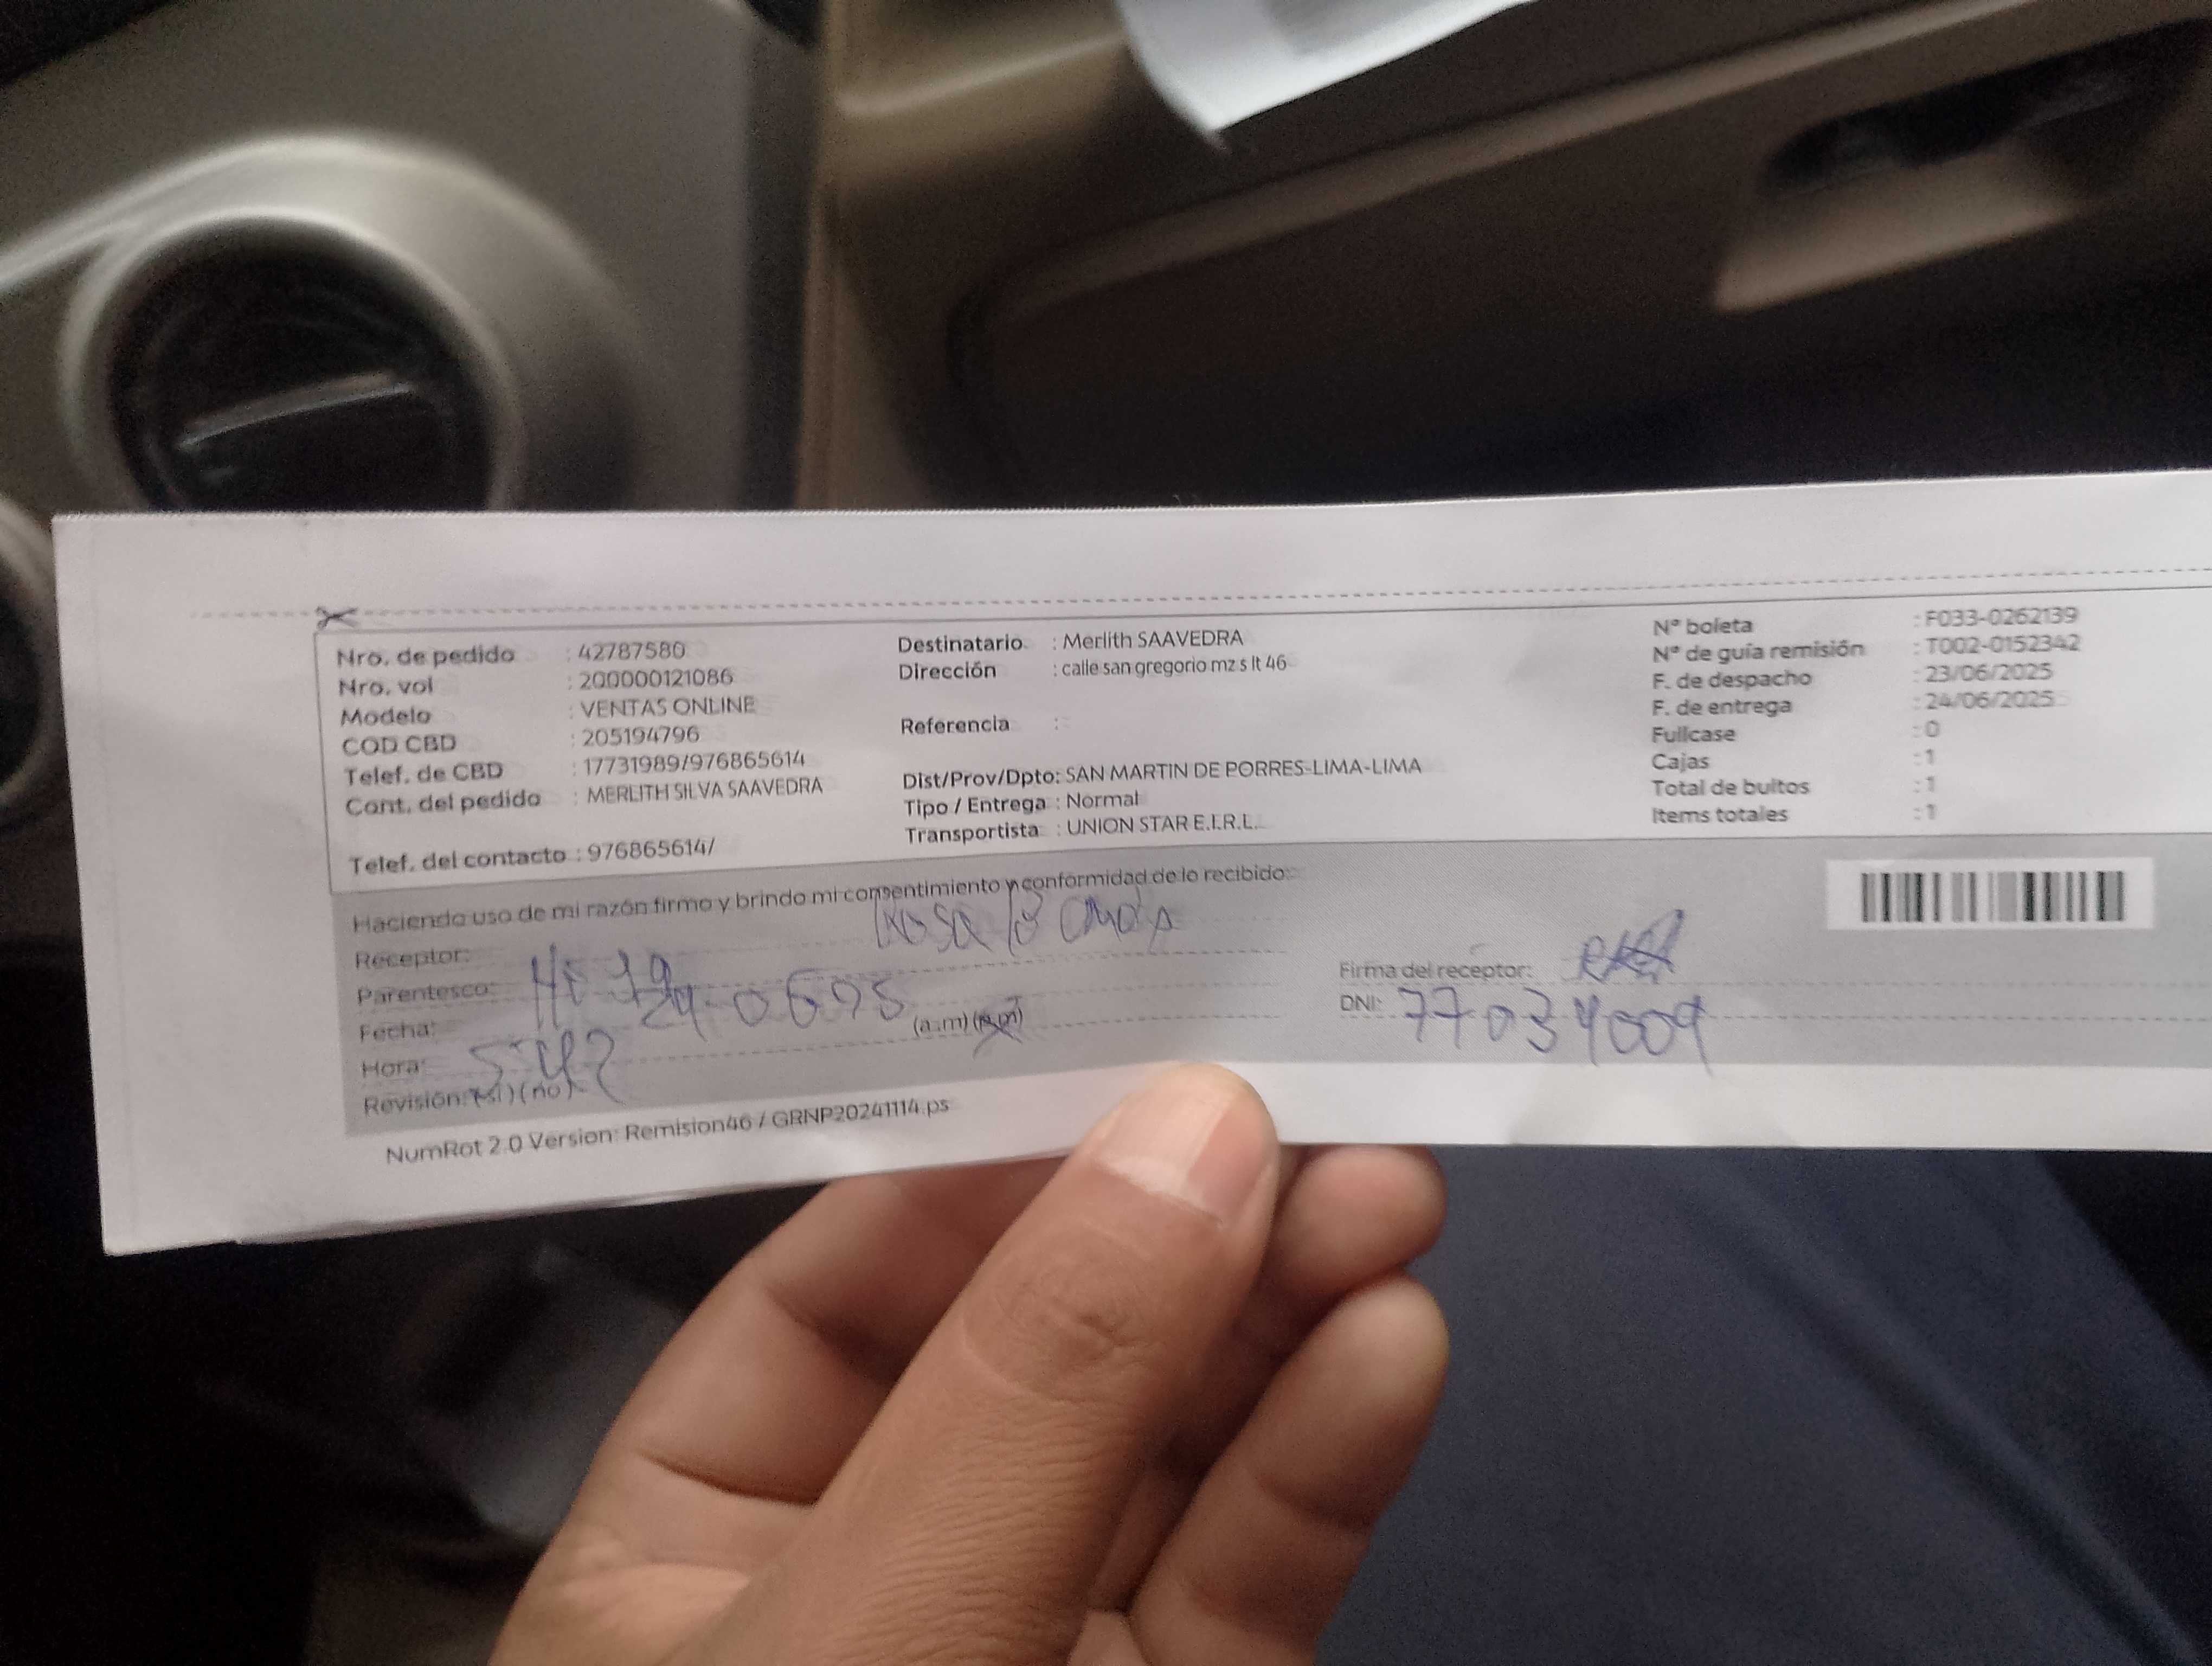 Nro. de pedido : 42787580
Nro. vol : 200000121086
Modelo : VENTAS ONLINE
COD CBD : 205194796
Telef. de CBD : 17731989/976865614
Cont. del pedido : MERLITH SILVA SAAVEDRA
Telef. del contacto : 976865614/
Destinatario : Merlith SAAVEDRA
Dirección : calle san gregorio mz s lt 46
Referencia :
Dist/Prov/Dpto: SAN MARTIN DE PORRES-LIMA-LIMA
Tipo / Entrega : Normal
Transportista : UNION STAR E.I.R.L.
N° boleta : F033-0262139
N° de guía remisión : T002-0152342
F. de despacho : 23/06/2025
F. de entrega : 24/06/2025
Fullcase : 0
Cajas : 1
Total de bultos : 1
Items totales : 1
Haciendo uso de mi razón firmo y brindo mi consentimiento y conformidad de lo recibido:
Receptor: Rosa
Parentesco:
Fecha:
Hora:
(a.m) (p.m)
Revisión: (si) (no)
Firma del receptor:
DNI: 77034009
NumRot 2.0 Version: Remision46 / GRNP20241114.ps